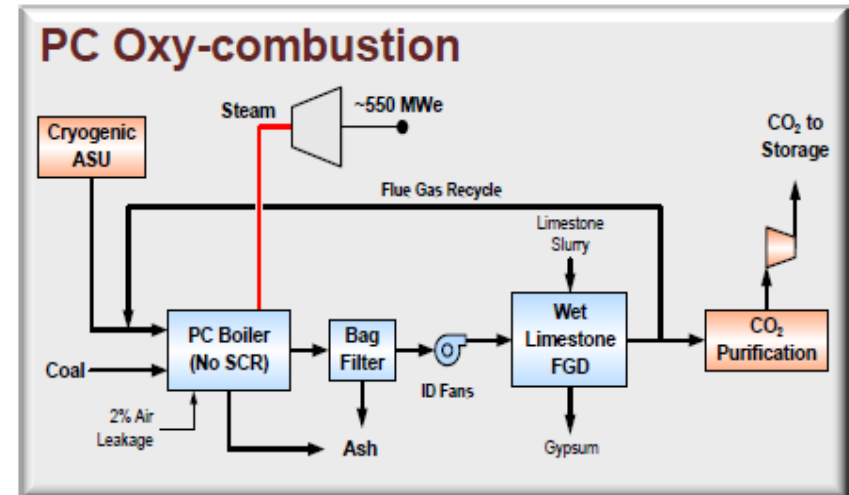 PC Oxy-combustion
Steam
~550 MWe
Cryogenic
ASU
CO₂ to
Storage
Flue Gas Recycle
Limestone
Slurry
PC Boiler
(No SCR)
Bag
Filter
Wet
Limestone
FGD
CO₂
Purification
Coal
ID Fans
2% Air
Leakage
Ash
Gypsum